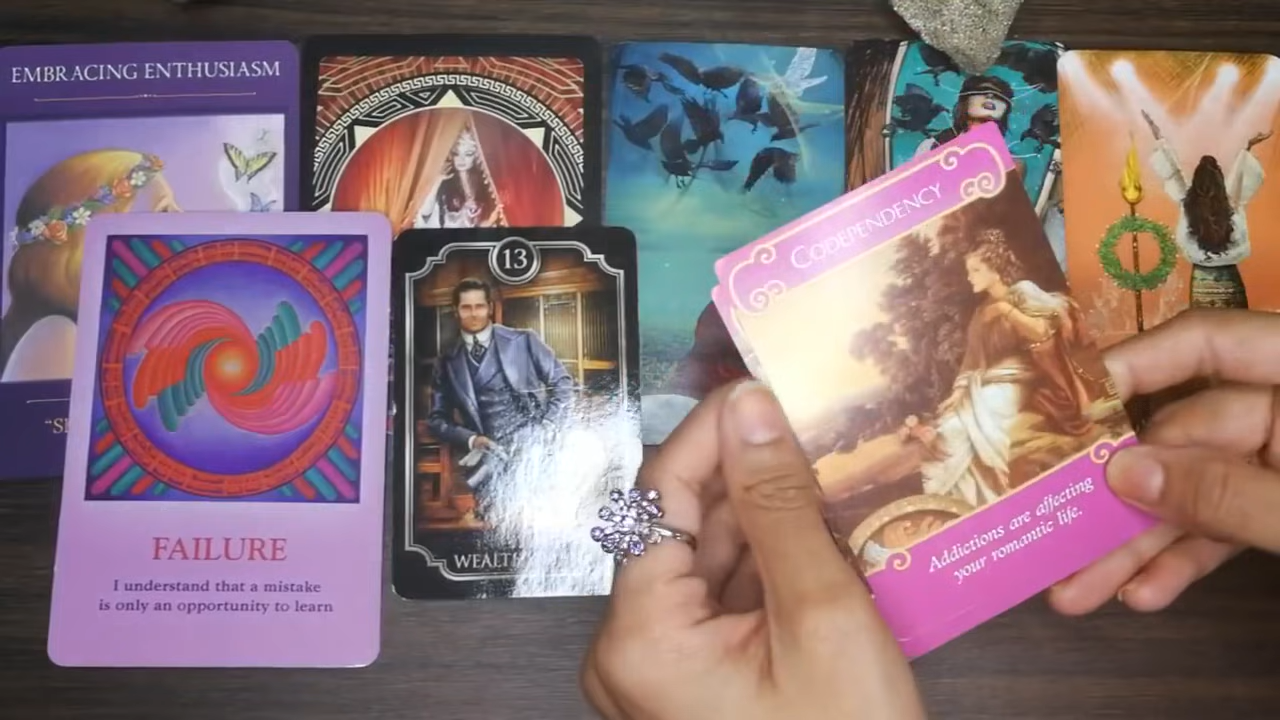 EMBRACING ENTHUSIASM
FAILURE
I understand that a mistake
is only an opportunity to learn
13
CODEPENDENCY
Addictions are affecting
your romantic life.